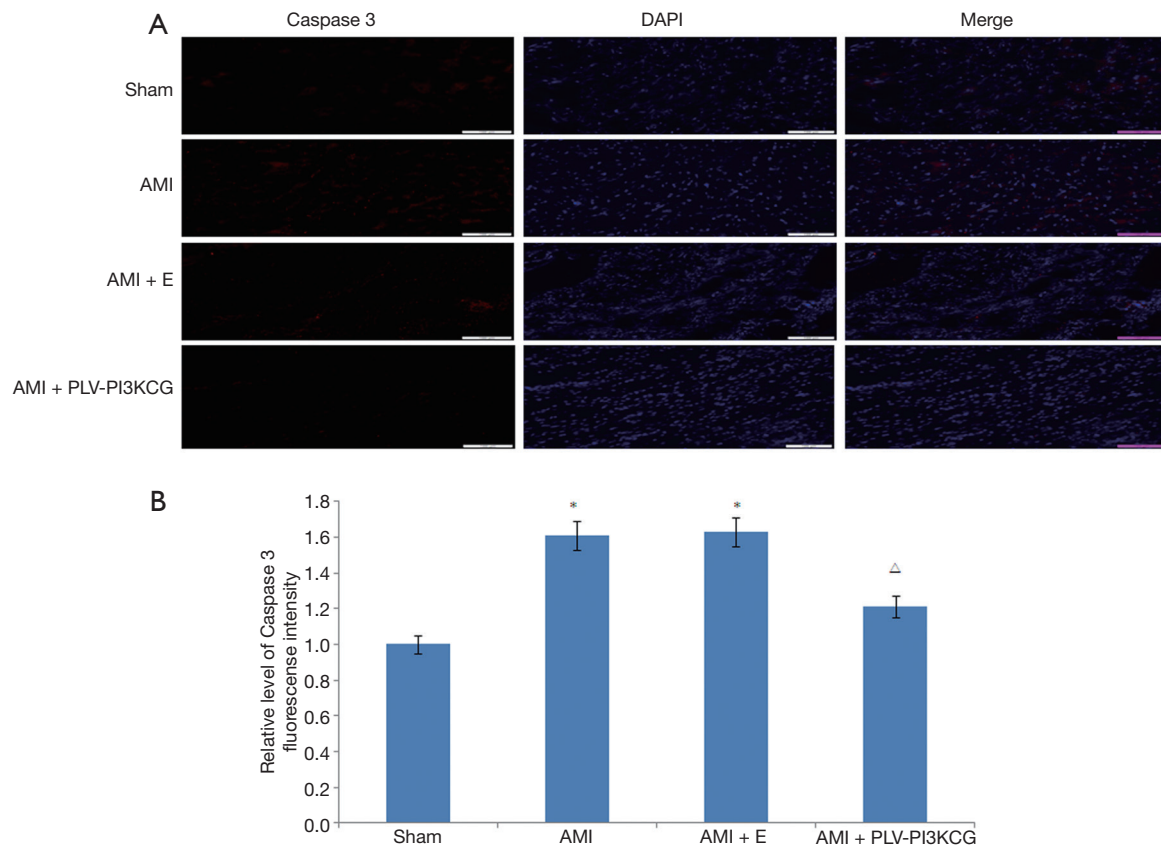 A
Caspase 3
DAPI
Merge
Sham
AMI
AMI + E
AMI + PLV-PI3KCG
B
Relative level of Caspase 3
fluorescense intensity
1.8
1.6
1.4
1.2
1.0
0.8
0.6
0.4
0.2
0.0
*
*
△
Sham
AMI
AMI + E
AMI + PLV-PI3KCG